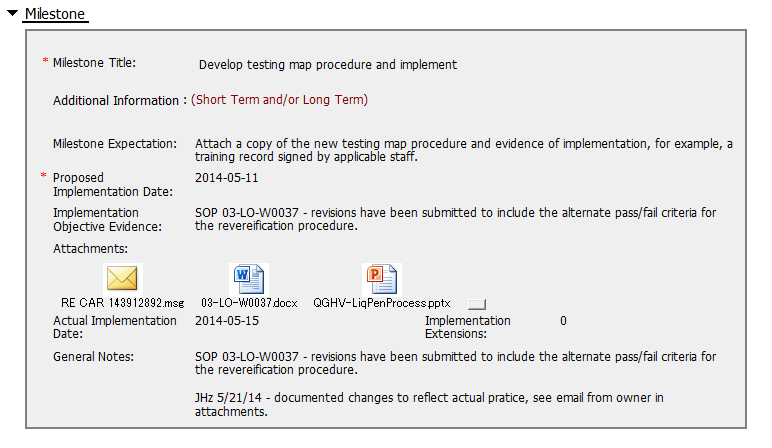 Milestone
* Milestone Title: Develop testing map procedure and implement
Additional Information : (Short Term and/or Long Term)
Milestone Expectation: Attach a copy of the new testing map procedure and evidence of implementation, for example, a
training record signed by applicable staff.
* Proposed 2014-05-11
Implementation Date:
Implementation SOP 03-LO-W0037 - revisions have been submitted to include the alternate pass/fail criteria for
Objective Evidence: the revereification procedure.
Attachments:
RE CAR 143912892.msg 03-LO-W0037.docx QGHV-LiqPenProcess.pptx
Actual Implementation 2014-05-15 Implementation 0
Date: Extensions:
General Notes: SOP 03-LO-W0037 - revisions have been submitted to include the alternate pass/fail criteria for
the revereification procedure.
JHz 5/21/14 - documented changes to reflect actual pratice, see email from owner in
attachments.